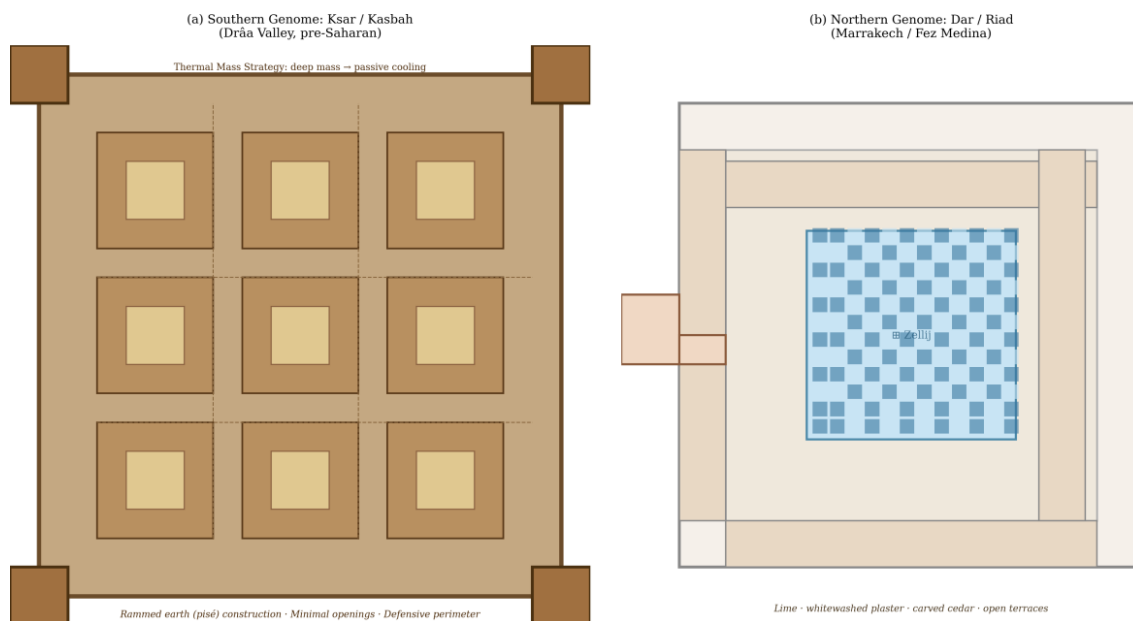 (a) Southern Genome: Ksar / Kasbah
(Drâa Valley, pre-Saharan)
Thermal Mass Strategy: deep mass → passive cooling
Rammed earth (pisé) construction · Minimal openings · Defensive perimeter
(b) Northern Genome: Dar / Riad
(Marrakech / Fez Medina)
⊞ Zellij
Lime · whitewashed plaster · carved cedar · open terraces